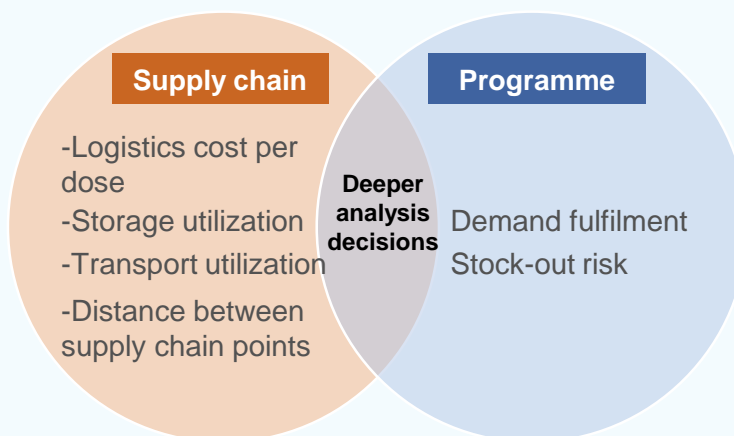 Supply chain
Programme
-Logistics cost per
dose
-Storage utilization
-Transport utilization
-Distance between
supply chain points
Deeper
analysis
decisions
Demand fulfilment
Stock-out risk